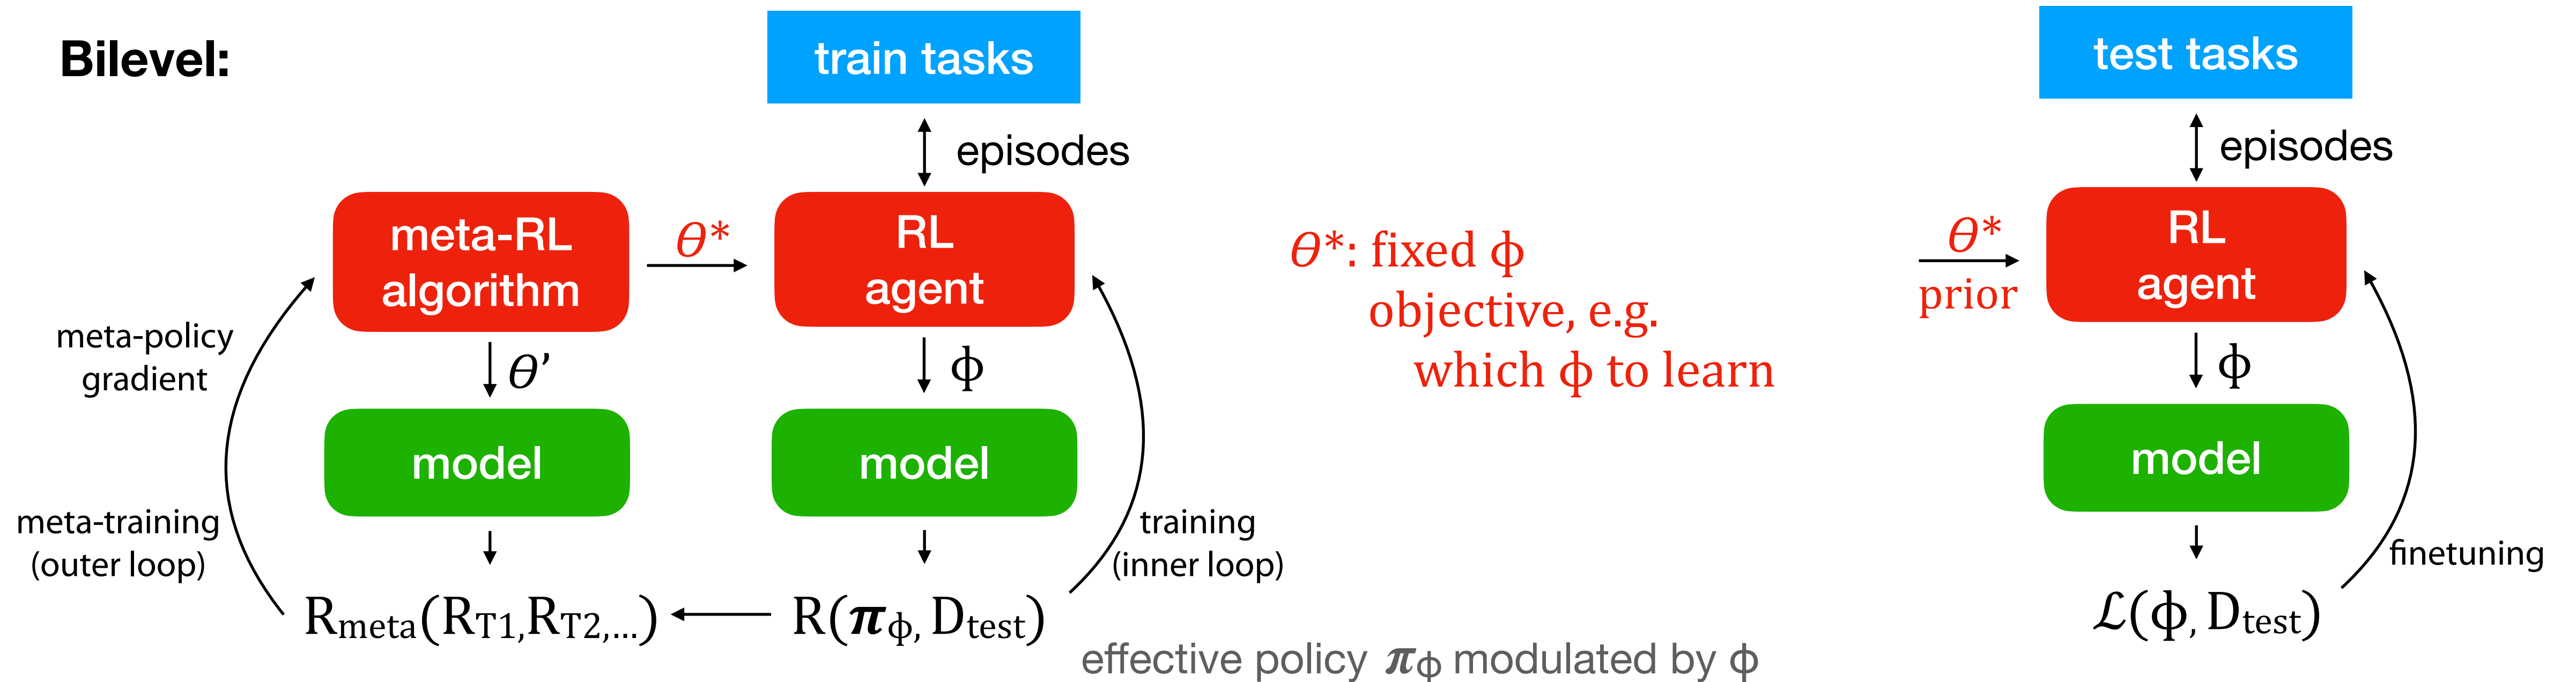 Bilevel:
train tasks
episodes
meta-RL
algorithm
θ*
RL
agent
meta-policy
gradient
θ’
ϕ
model
model
meta-training
(outer loop)
training
(inner loop)
Rmeta(RT1,RT2,...)
R(πϕ, Dtest)
effective policy πϕ modulated by ϕ
θ*: fixed ϕ
objective, e.g.
which ϕ to learn
test tasks
episodes
θ*
prior
RL
agent
ϕ
model
finetuning
ℒ(ϕ, Dtest)